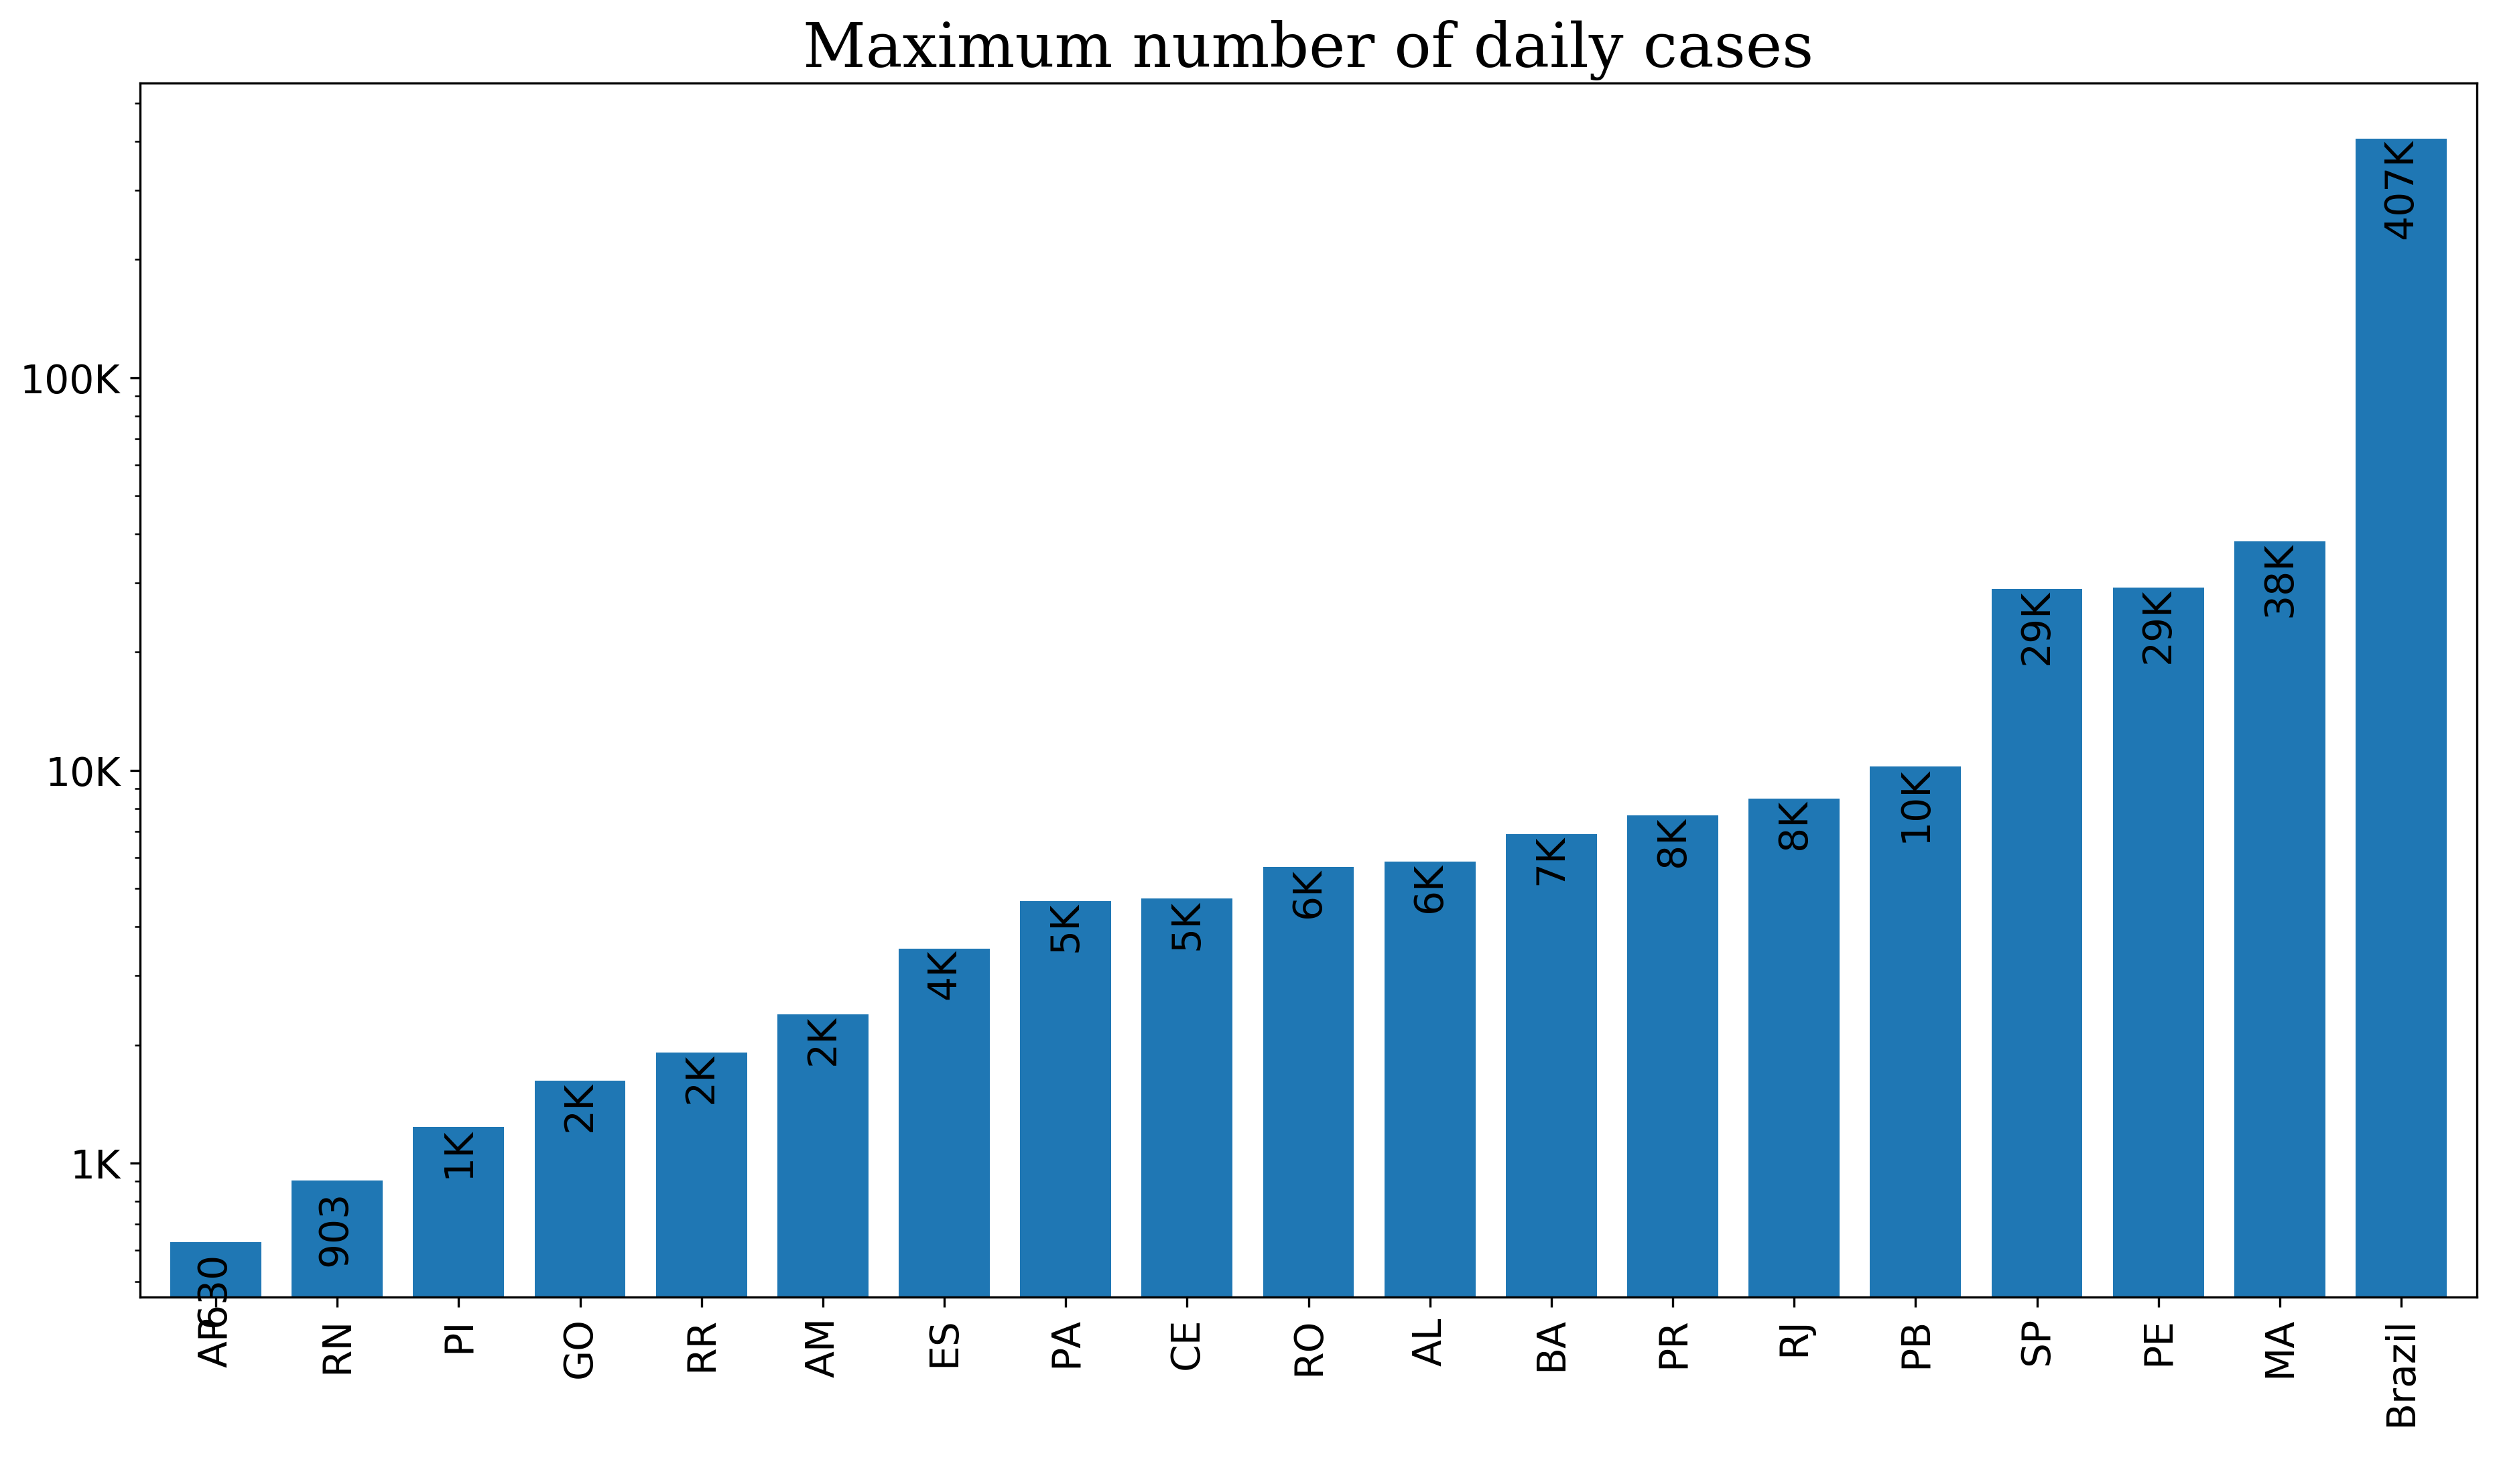 Maximum number of daily cases
100K
10K
1K
630
903
1K
2K
2K
2K
4K
5K
5K
6K
6K
7K
8K
8K
10K
29K
29K
38K
407K
AP
RN
PI
GO
RR
AM
ES
PA
CE
RO
AL
BA
PR
RJ
PB
SP
PE
MA
Brazil